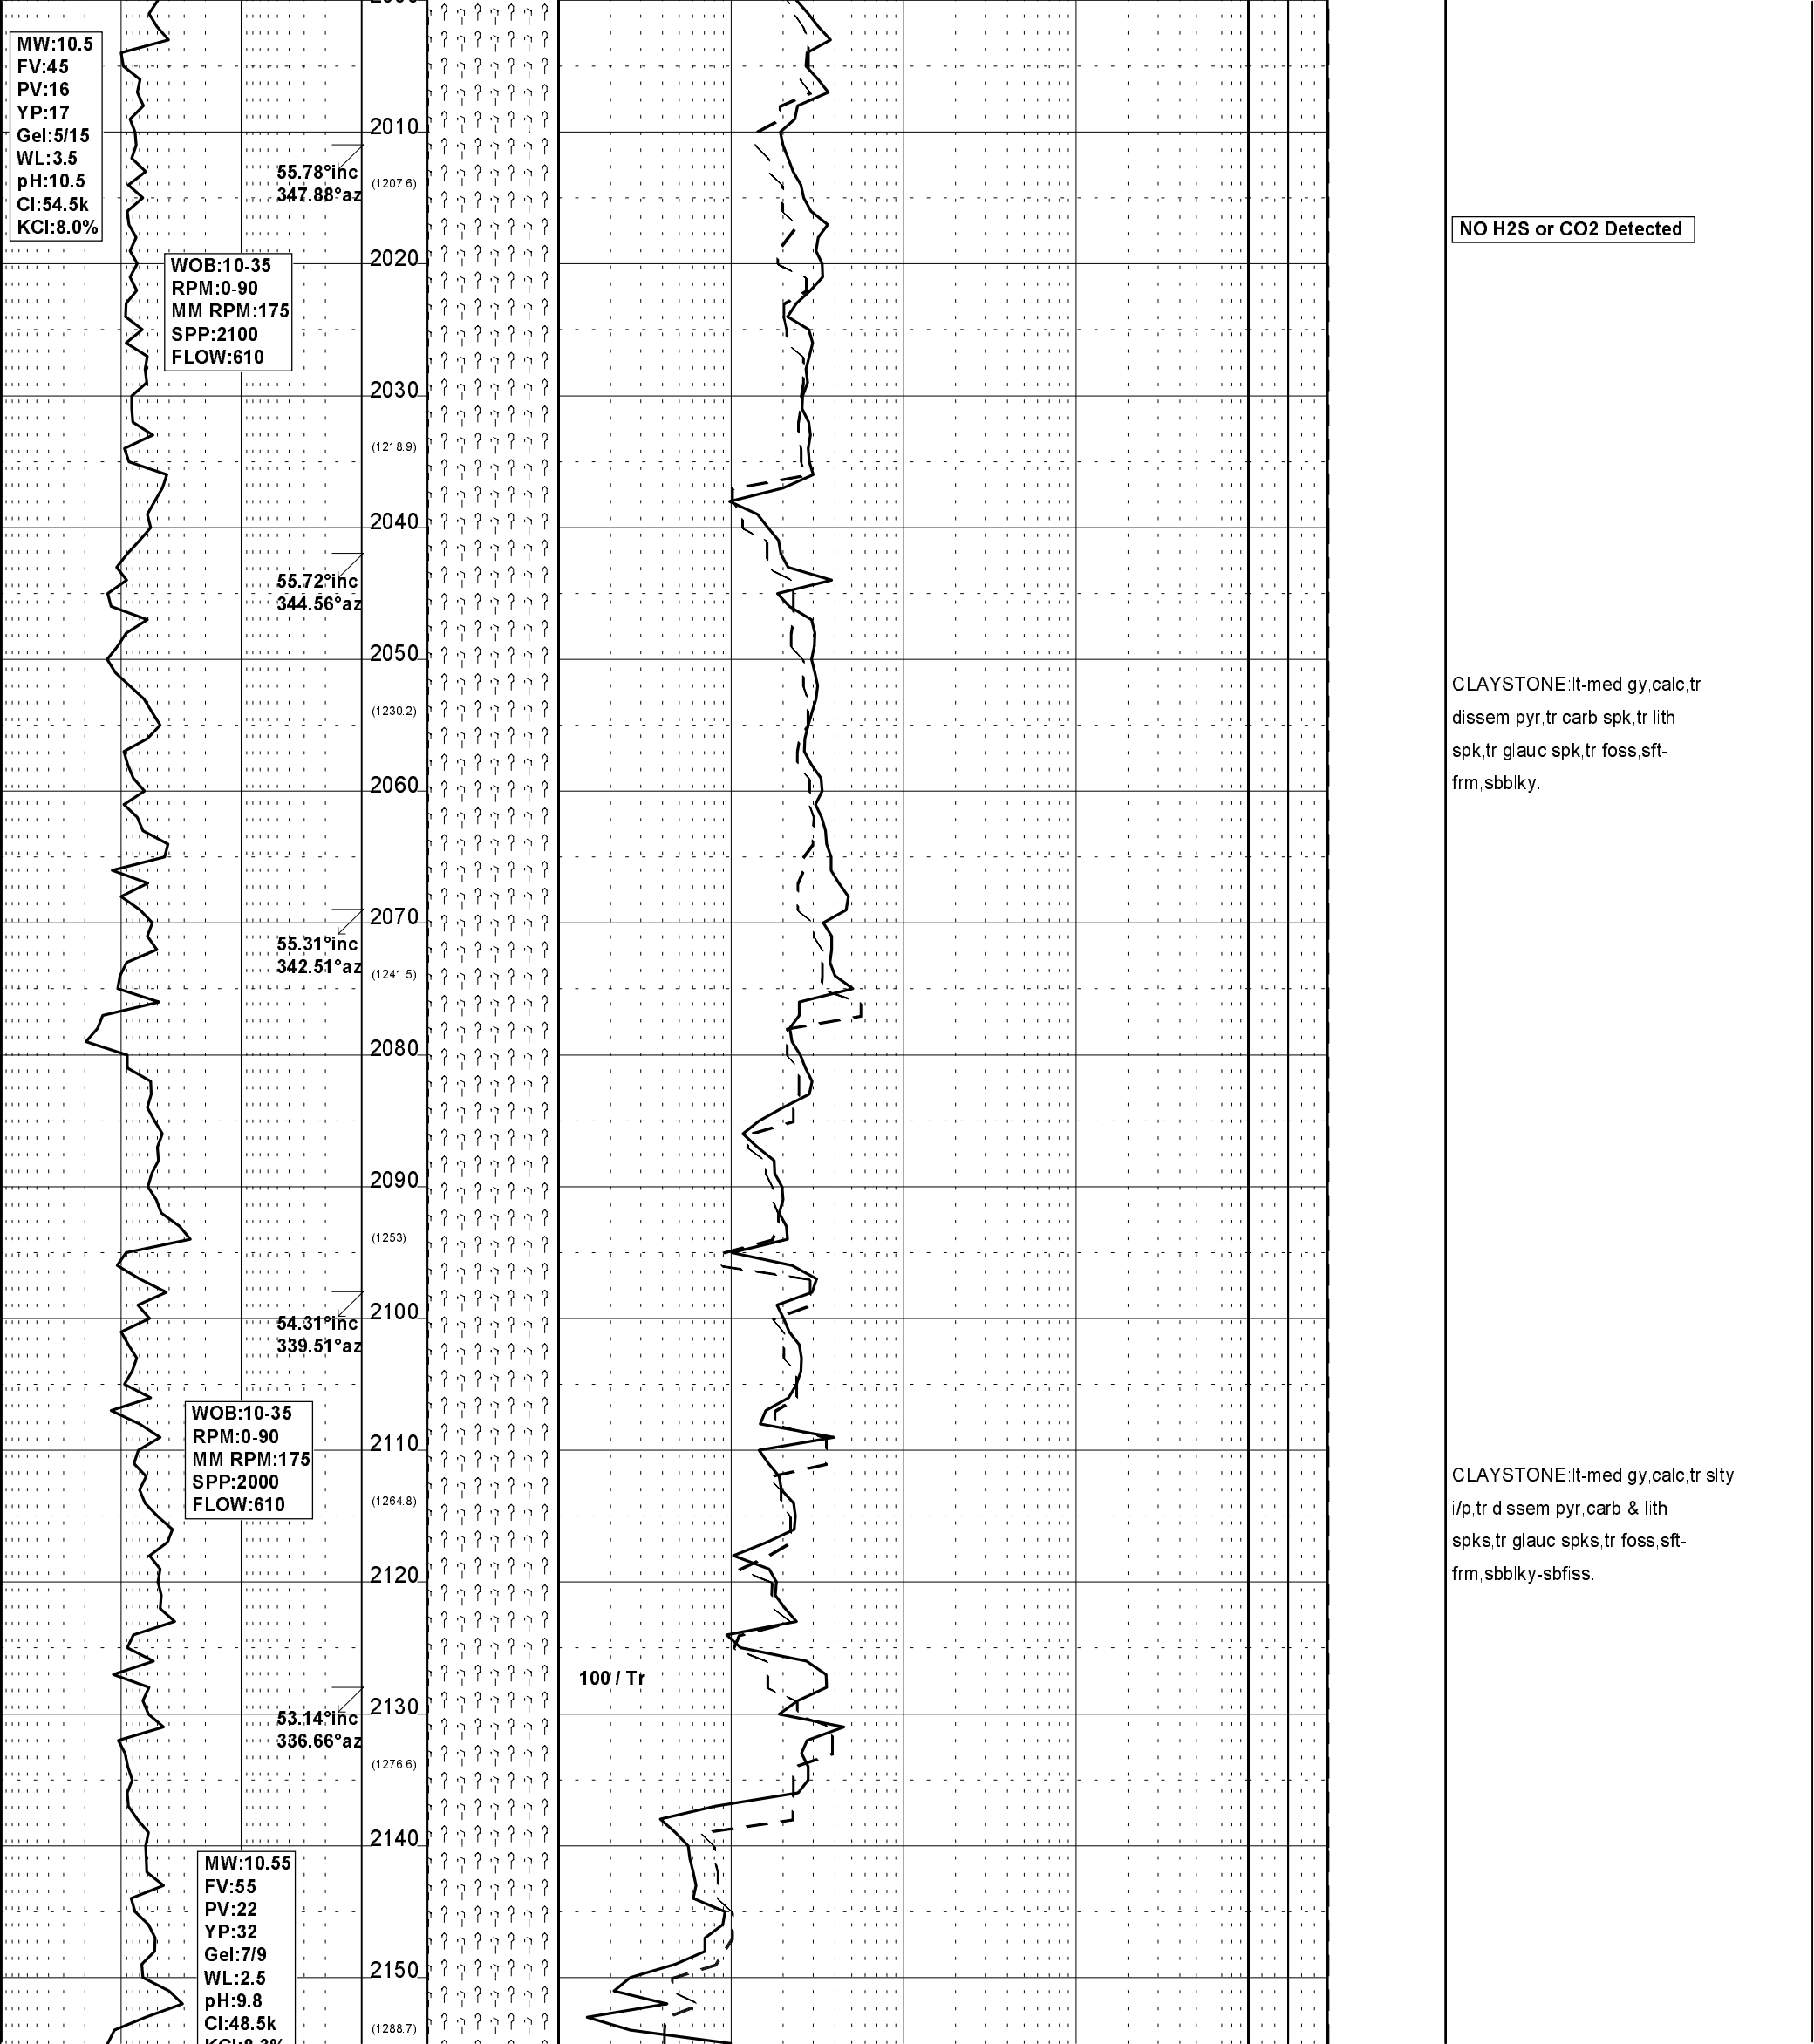 MW:10.5
FV:45
PV:16
YP:17
Gel:5/15
WL:3.5
pH:10.5
Cl:54.5k
KCl:8.0%
2010
55.78°inc
347.88°az
(1207.6)
NO H2S or CO2 Detected
WOB:10-35
RPM:0-90
MM RPM:175
SPP:2100
FLOW:610
2020
2030
(1218.9)
2040
55.72°inc
344.56°az
2050
CLAYSTONE:lt-med gy,calc,tr
dissem pyr,tr carb spk,tr lith
spk,tr glauc spk,tr foss,sft-
frm,sbblky.
(1230.2)
2060
2070
55.31°inc
342.51°az
(1241.5)
2080
2090
(1253)
2100
54.31°inc
339.51°az
WOB:10-35
RPM:0-90
MM RPM:175
SPP:2000
FLOW:610
2110
(1264.8)
CLAYSTONE:lt-med gy,calc,tr slty
i/p,tr dissem pyr,carb & lith
spks,tr glauc spks,tr foss,sft-
frm,sbblky-sbfiss.
2120
100 / Tr
2130
53.14°inc
336.66°az
(1276.6)
2140
MW:10.55
FV:55
PV:22
YP:32
Gel:7/9
WL:2.5
pH:9.8
Cl:48.5k
2150
(1288.7)